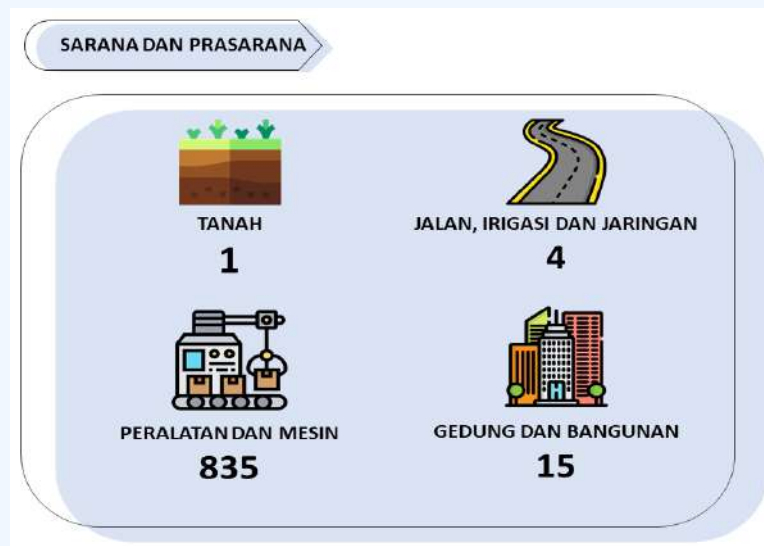 SARANA DAN PRASARANA
TANAH
1
JALAN, IRIGASI DAN JARINGAN
4
PERALATAN DAN MESIN
835
GEDUNG DAN BANGUNAN
15